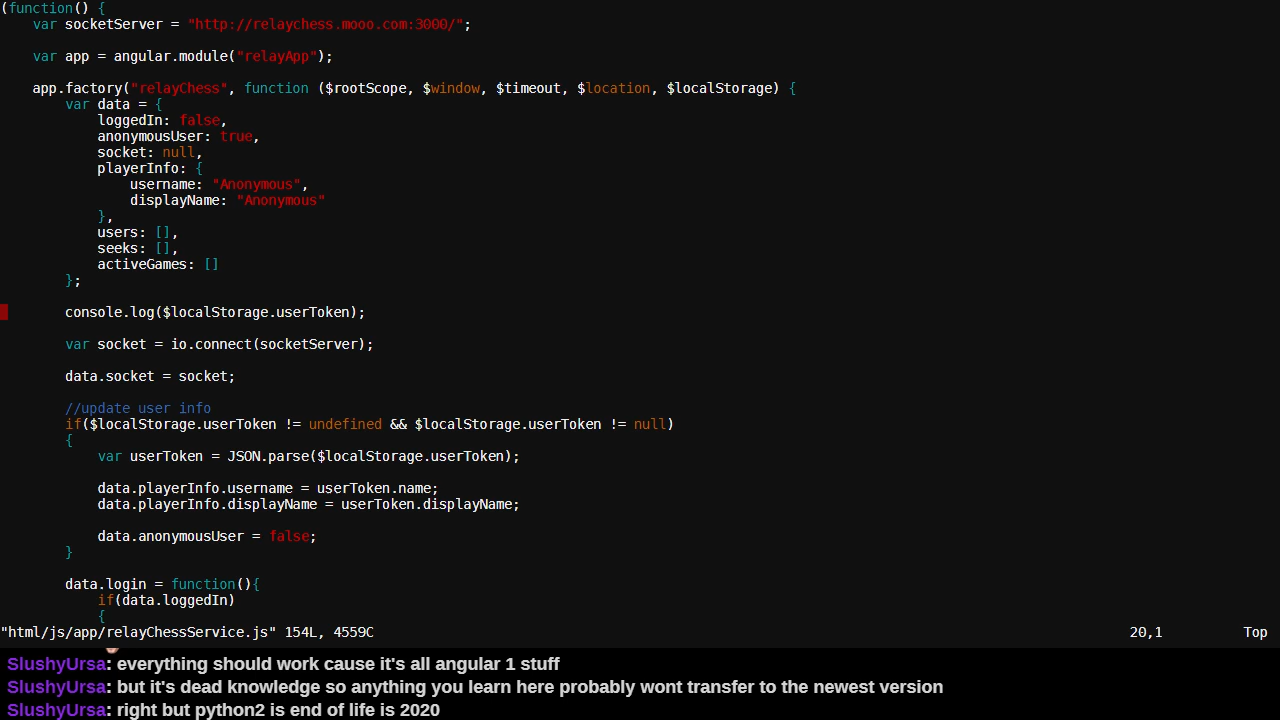 (function() {
    var socketServer = "http://relaychess.mooo.com:3000/";
    var app = angular.module("relayApp");
    app.factory("relayChess", function ($rootScope, $window, $timeout, $location, $localStorage) {
        var data = {
            loggedIn: false,
            anonymousUser: true,
            socket: null,
            playerInfo: {
                username: "Anonymous",
                displayName: "Anonymous"
            },
            users: [],
            seeks: [],
            activeGames: []
        };
        console.log($localStorage.userToken);
        var socket = io.connect(socketServer);
        data.socket = socket;
        //update user info
        if($localStorage.userToken != undefined && $localStorage.userToken != null)
        {
            var userToken = JSON.parse($localStorage.userToken);
            data.playerInfo.username = userToken.name;
            data.playerInfo.displayName = userToken.displayName;
            data.anonymousUser = false;
        }
        data.login = function(){
            if(data.loggedIn)
            {
"html/js/app/relayChessService.js" 154L, 4559C 20,1 Top
SlushyUrsa: everything should work cause it's all angular 1 stuff
SlushyUrsa: but it's dead knowledge so anything you learn here probably wont transfer to the newest version
SlushyUrsa: right but python2 is end of life is 2020